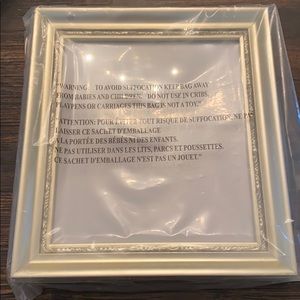 "WARNING: TO AVOID SUFFOCATION KEEP BAG AWAY
FROM BABIES AND CHILDREN. DO NOT USE IN CRIBS,
PLAYPENS OR CARRIAGES THIS BAG IS NOT A TOY."
"ATTENTION: POUR ÉVITER TOUT RISQUE DE SUFFOCATION, NE PAS
LAISSER CE SACHET D'EMBALLAGE
A LA PORTÉE DES BÉBÉS NI DES ENFANTS.
NE PAS UTILISER DANS LES LITS, PARCS ET POUSSETTES.
CE SACHET D'EMBALLAGE N'EST PAS UN JOUET."